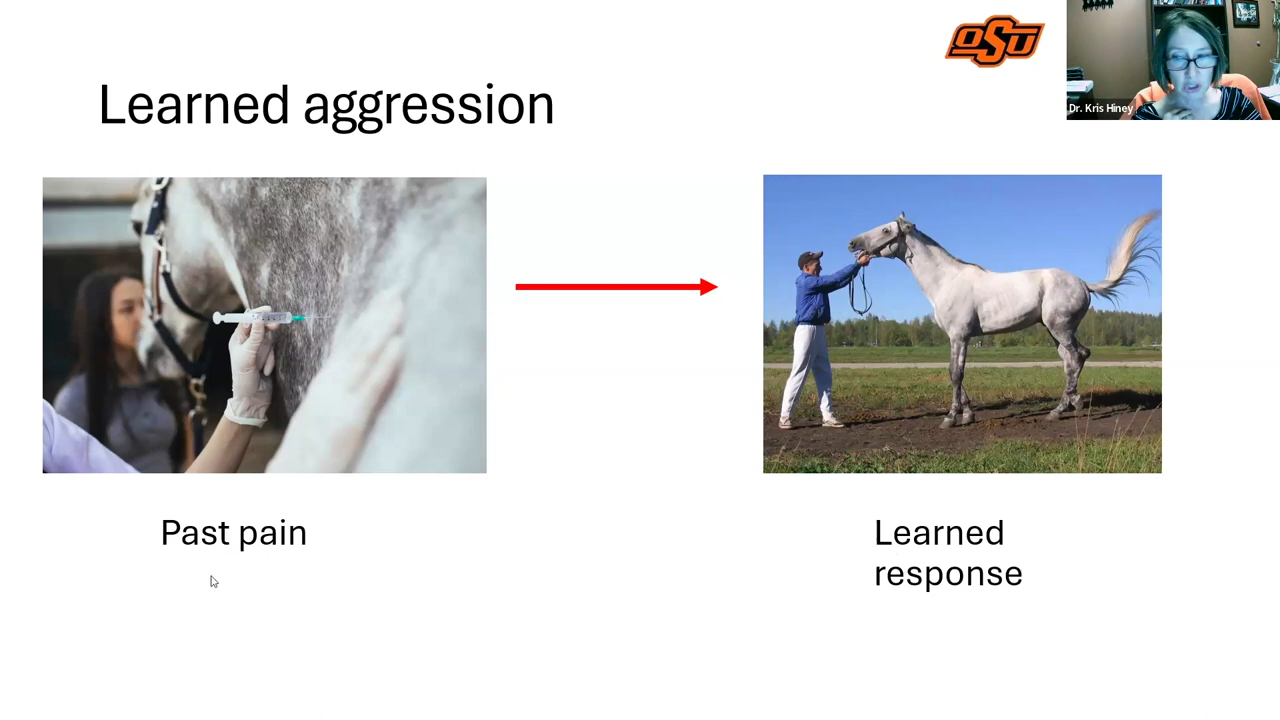 OSU
Dr. Kris Hiney
Learned aggression
Past pain
Learned
response